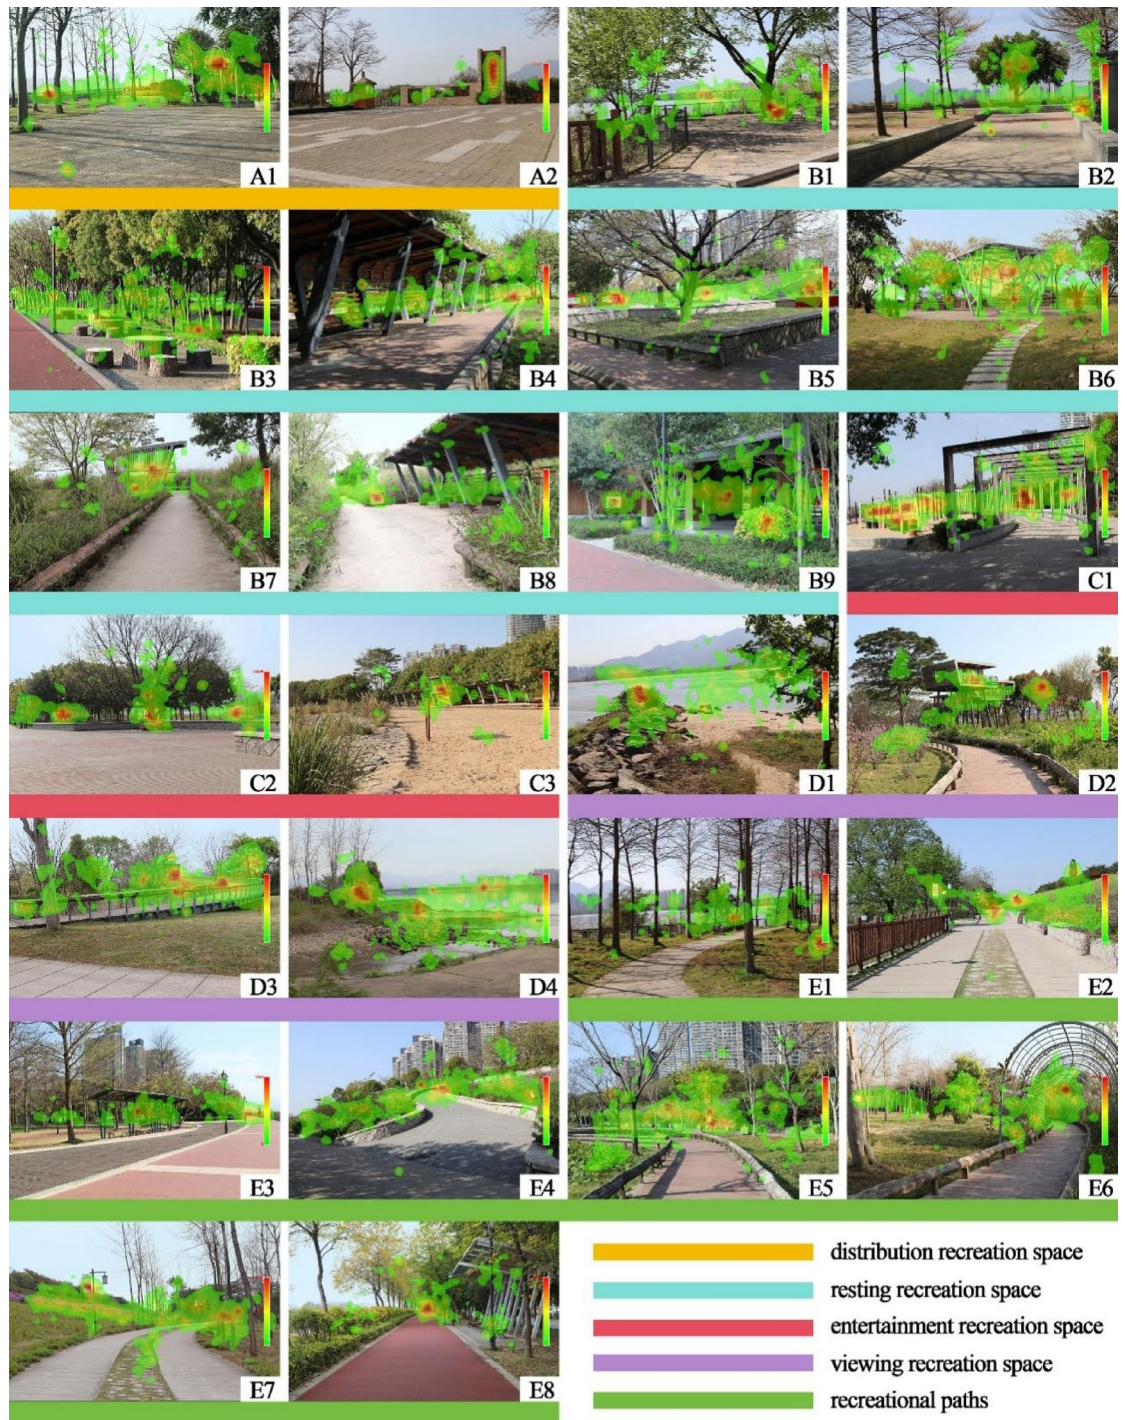 A1
A2
B1
B2
B3
B4
B5
B6
B7
B8
B9
C1
C2
C3
D1
D2
D3
D4
E1
E2
E3
E4
E5
E6
E7
E8
distribution recreation space
resting recreation space
entertainment recreation space
viewing recreation space
recreational paths